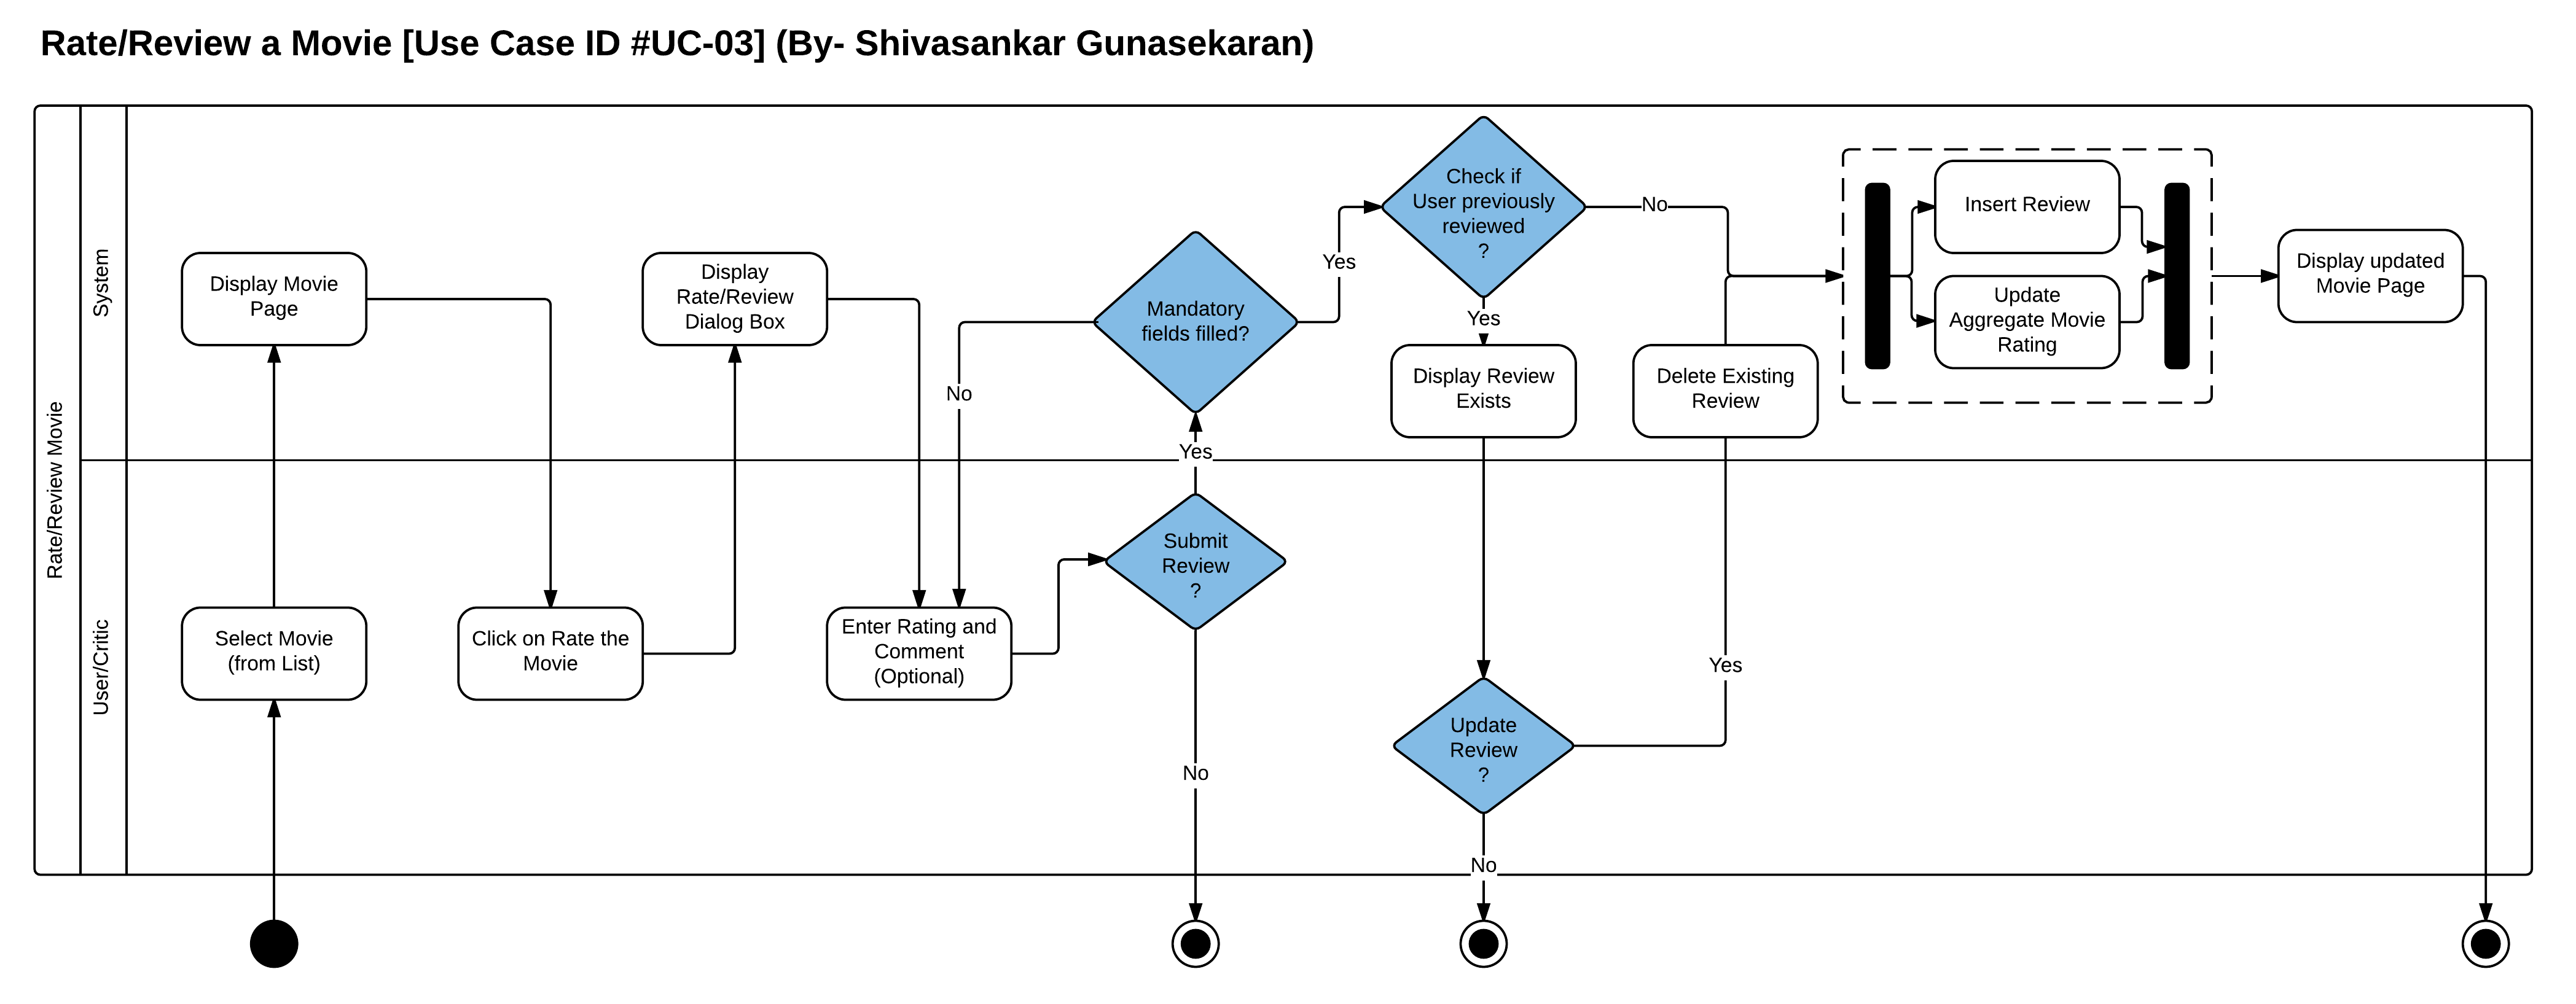 Rate/Review a Movie [Use Case ID #UC-03] (By- Shivasankar Gunasekaran)
Rate/Review Movie
System
User/Critic
Display Movie
Page
Display
Rate/Review
Dialog Box
Mandatory
fields filled?
Yes
No
Yes
Check if
User previously
reviewed
?
No
Yes
Display Review
Exists
Delete Existing
Review
Insert Review
Update
Aggregate Movie
Rating
Display updated
Movie Page
Select Movie
(from List)
Click on Rate the
Movie
Enter Rating and
Comment
(Optional)
Submit
Review
?
No
Update
Review
?
Yes
No